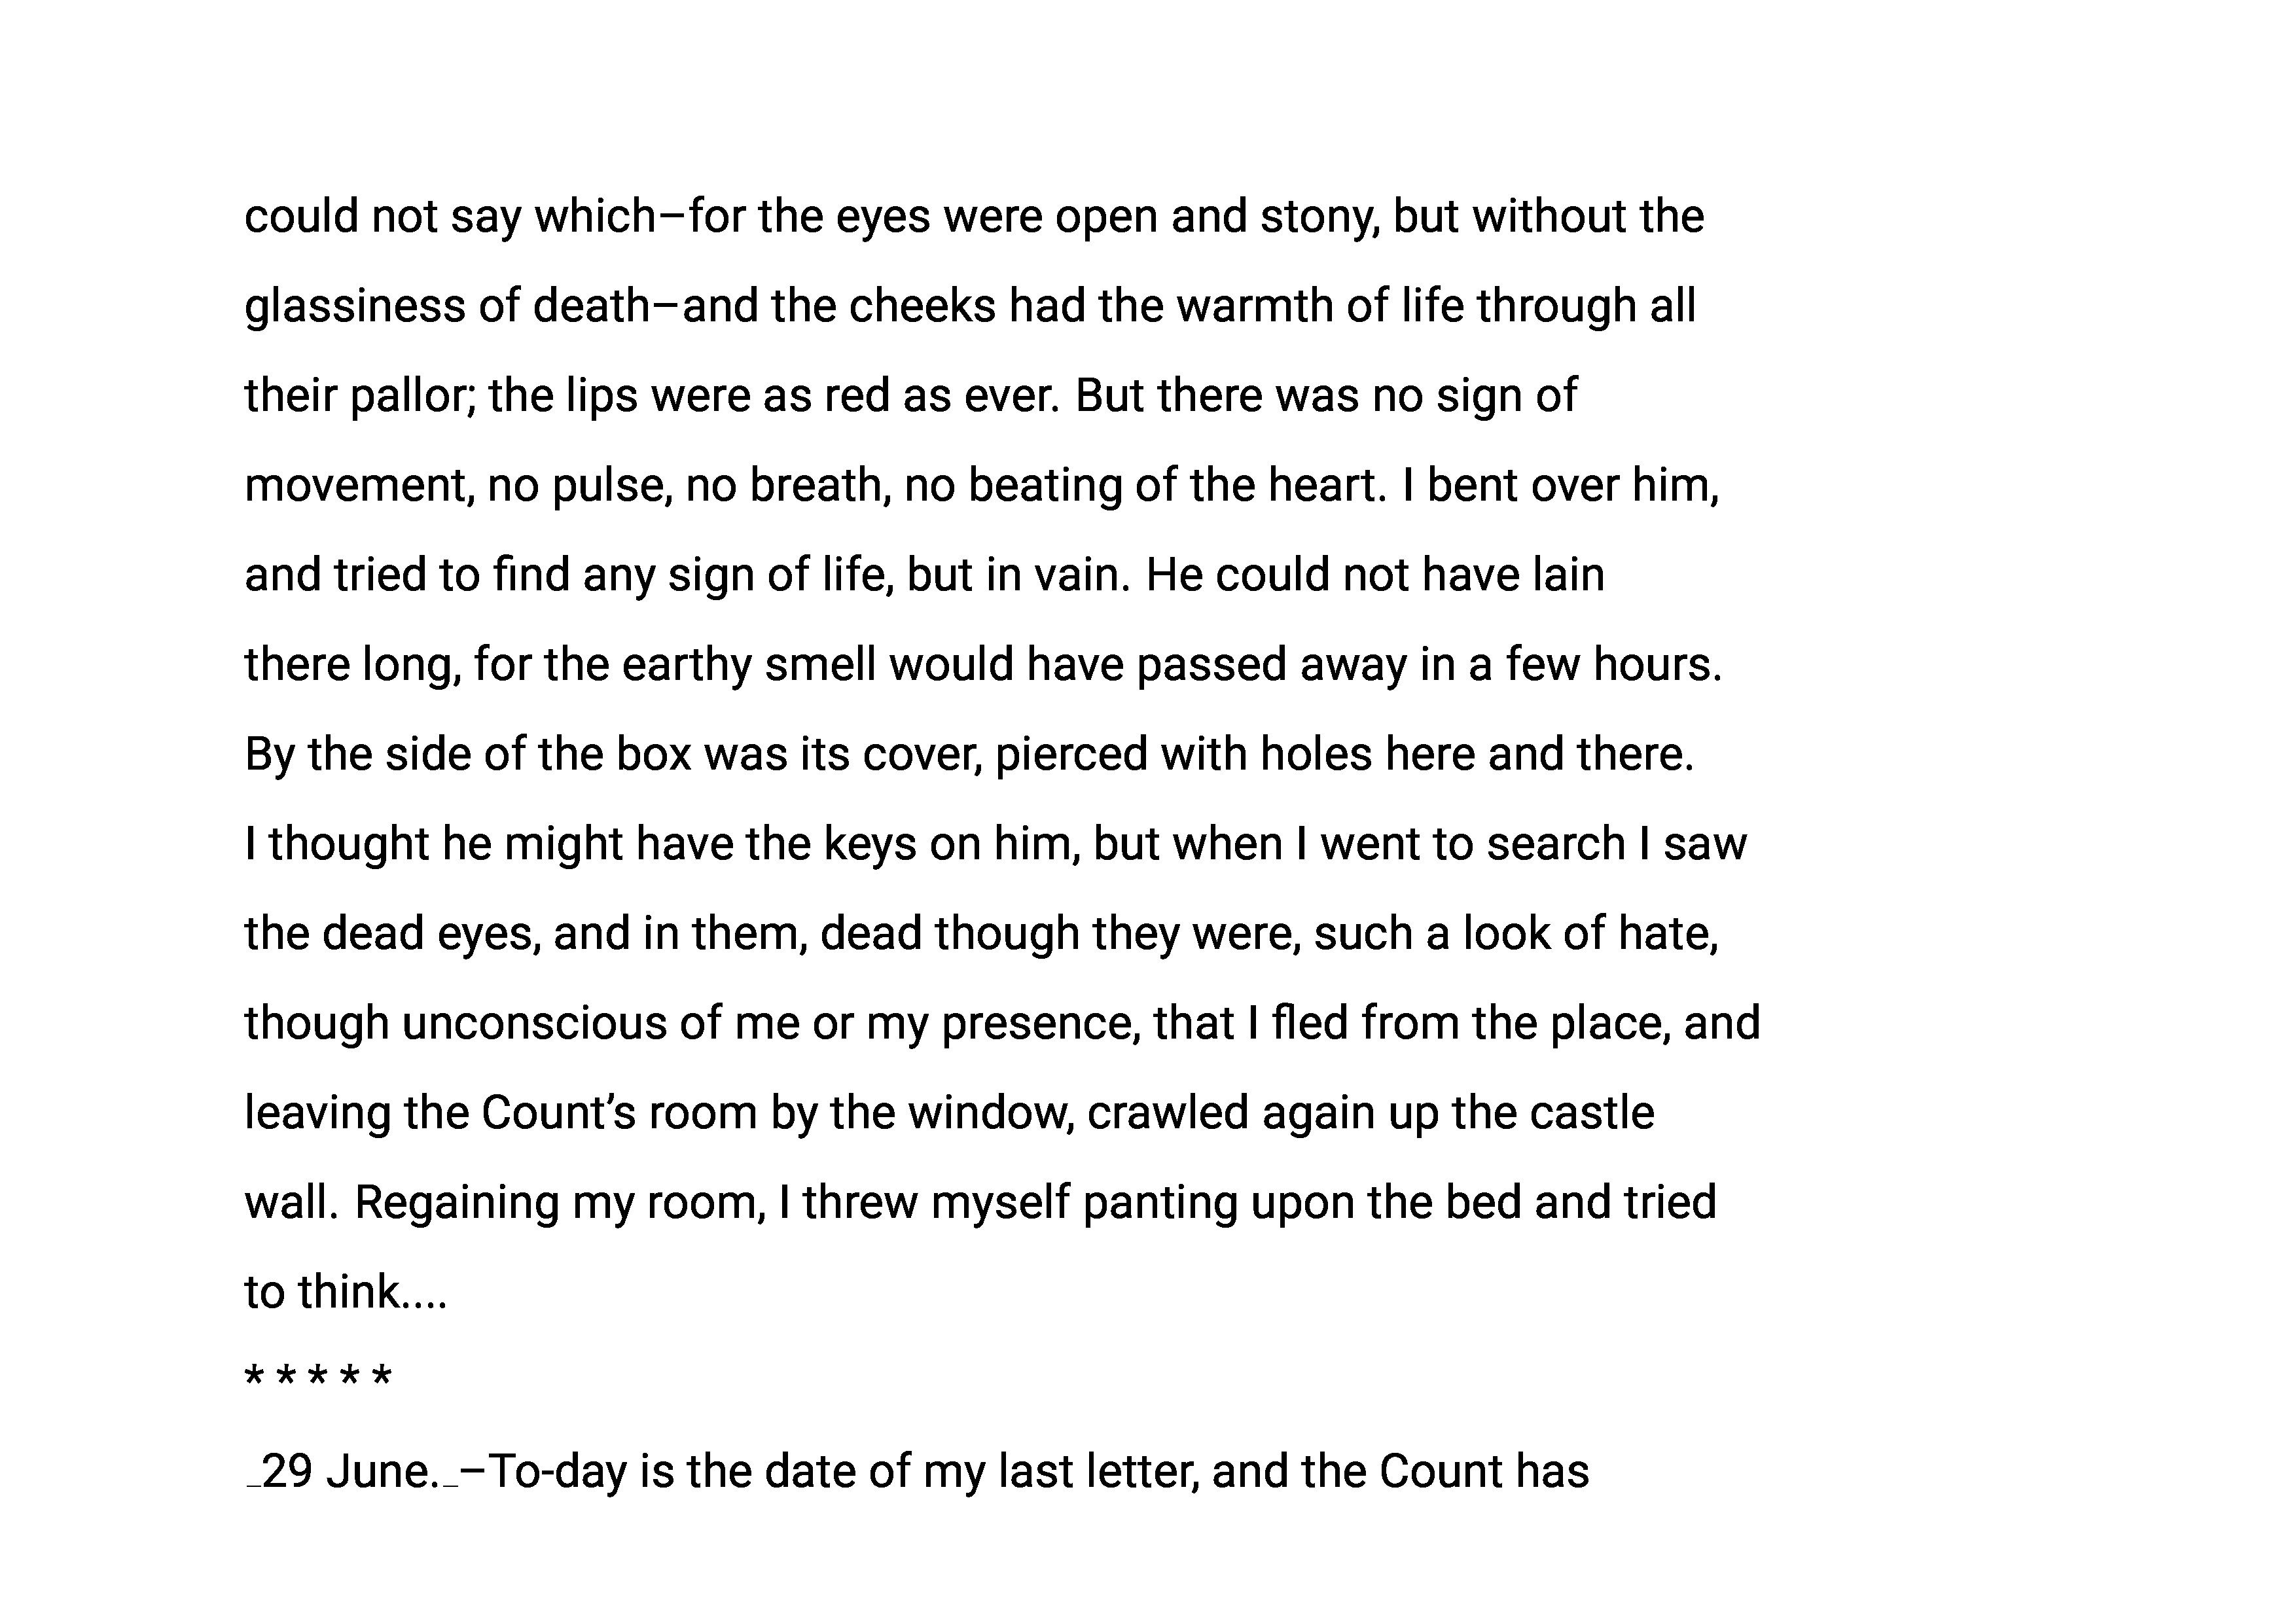 could not say which–for the eyes were open and stony, but without the
glassiness of death–and the cheeks had the warmth of life through all
their pallor; the lips were as red as ever. But there was no sign of
movement, no pulse, no breath, no beating of the heart. I bent over him,
and tried to find any sign of life, but in vain. He could not have lain
there long, for the earthy smell would have passed away in a few hours.
By the side of the box was its cover, pierced with holes here and there.
I thought he might have the keys on him, but when I went to search I saw
the dead eyes, and in them, dead though they were, such a look of hate,
though unconscious of me or my presence, that I fled from the place, and
leaving the Count’s room by the window, crawled again up the castle
wall. Regaining my room, I threw myself panting upon the bed and tried
to think....
* * * * *
_29 June._–To-day is the date of my last letter, and the Count has